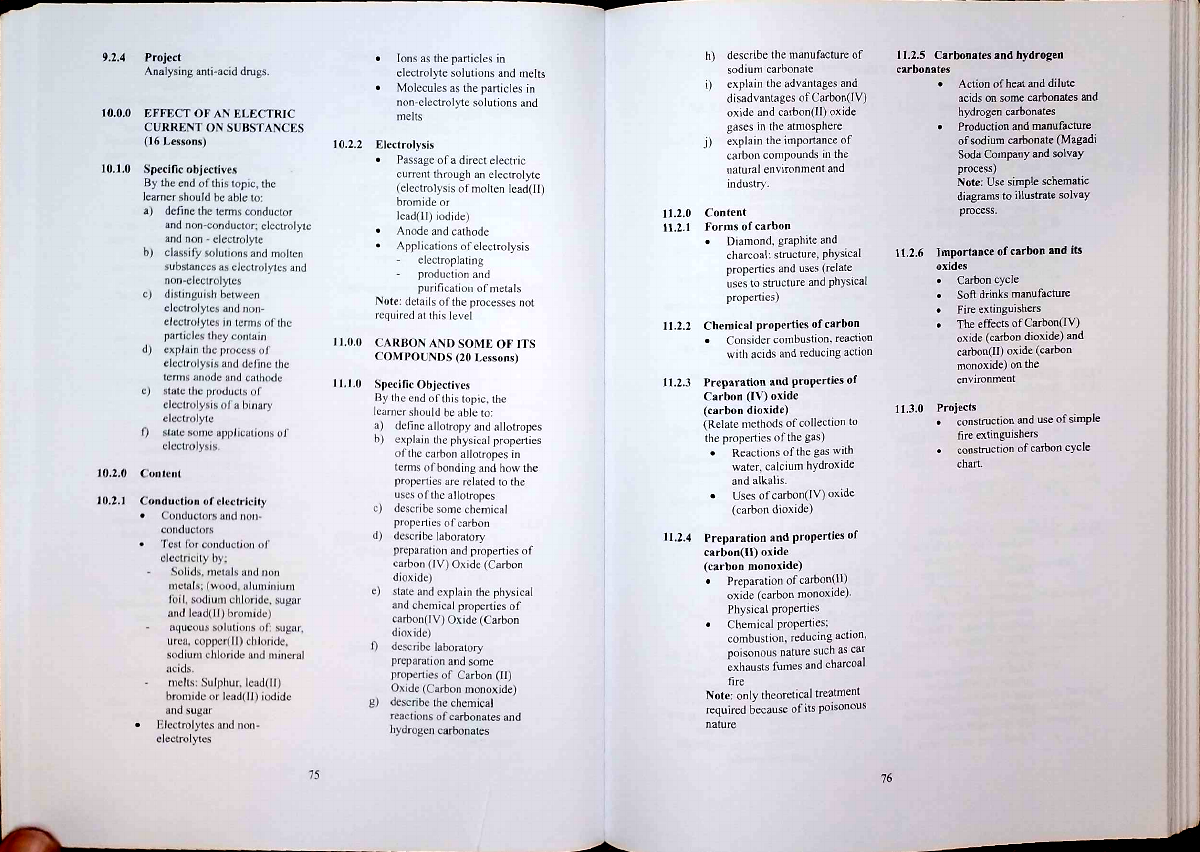 9.2.4 Project
Analysing anti-acid drugs.
10.0.0 EFFECT OF AN ELECTRIC
CURRENT ON SUBSTANCES
(16 Lessons)
10.1.0 Specific objectives
By the end of this topic, the
learner should be able to:
a) define the terms conductor
and non-conductor; electrolyte
and non - electrolyte
b) classify solutions and molten
substances as electrolytes and
non-electrolytes
c) distinguish between
electrolytes and non-
electrolytes in terms of the
particles they contain
d) explain the process of
electrolysis and define the
terms anode and cathode
e) state the products of
electrolysis of a binary
electrolyte
f) state some applications of
electrolysis.
10.2.0 Content
10.2.1 Conduction of electricity
• Conductors and non-
conductors
• Test for conduction of
electricity by;
- Solids, metals and non
metals; (wood, aluminium
foil, sodium chloride, sugar
and lead(II) bromide)
- aqueous solutions of: sugar,
urea, copper(II) chloride,
sodium chloride and mineral
acids.
- melts: Sulphur, lead(II)
bromide or lead(II) iodide
and sugar
• Electrolytes and non-
electrolytes
• Ions as the particles in
electrolyte solutions and melts
• Molecules as the particles in
non-electrolyte solutions and
melts
10.2.2 Electrolysis
• Passage of a direct electric
current through an electrolyte
(electrolysis of molten lead(II)
bromide or
lead(II) iodide)
• Anode and cathode
• Applications of electrolysis
- electroplating
- production and
purification of metals
Note: details of the processes not
required at this level
11.0.0 CARBON AND SOME OF ITS
COMPOUNDS (20 Lessons)
11.1.0 Specific Objectives
By the end of this topic, the
learner should be able to:
a) define allotropy and allotropes
b) explain the physical properties
of the carbon allotropes in
terms of bonding and how the
properties are related to the
uses of the allotropes
c) describe some chemical
properties of carbon
d) describe laboratory
preparation and properties of
carbon (IV) Oxide (Carbon
dioxide)
e) state and explain the physical
and chemical properties of
carbon(IV) Oxide (Carbon
dioxide)
f) describe laboratory
preparation and some
properties of Carbon (II)
Oxide (Carbon monoxide)
g) describe the chemical
reactions of carbonates and
hydrogen carbonates
75
h) describe the manufacture of
sodium carbonate
i) explain the advantages and
disadvantages of Carbon(IV)
oxide and carbon(II) oxide
gases in the atmosphere
j) explain the importance of
carbon compounds in the
natural environment and
industry.
11.2.0 Content
11.2.1 Forms of carbon
• Diamond, graphite and
charcoal: structure, physical
properties and uses (relate
uses to structure and physical
properties)
11.2.2 Chemical properties of carbon
• Consider combustion, reaction
with acids and reducing action
11.2.3 Preparation and properties of
Carbon (IV) oxide
(carbon dioxide)
(Relate methods of collection to
the properties of the gas)
• Reactions of the gas with
water, calcium hydroxide
and alkalis.
• Uses of carbon(IV) oxide
(carbon dioxide)
11.2.4 Preparation and properties of
carbon(II) oxide
(carbon monoxide)
• Preparation of carbon(II)
oxide (carbon monoxide).
Physical properties
• Chemical properties;
combustion, reducing action,
poisonous nature such as car
exhausts fumes and charcoal
fire
Note: only theoretical treatment
required because of its poisonous
nature
11.2.5 Carbonates and hydrogen
carbonates
• Action of heat and dilute
acids on some carbonates and
hydrogen carbonates
• Production and manufacture
of sodium carbonate (Magadi
Soda Company and solvay
process)
Note: Use simple schematic
diagrams to illustrate solvay
process.
11.2.6 Importance of carbon and its
oxides
• Carbon cycle
• Soft drinks manufacture
• Fire extinguishers
• The effects of Carbon(IV)
oxide (carbon dioxide) and
carbon(II) oxide (carbon
monoxide) on the
environment
11.3.0 Projects
• construction and use of simple
fire extinguishers
• construction of carbon cycle
chart.
76